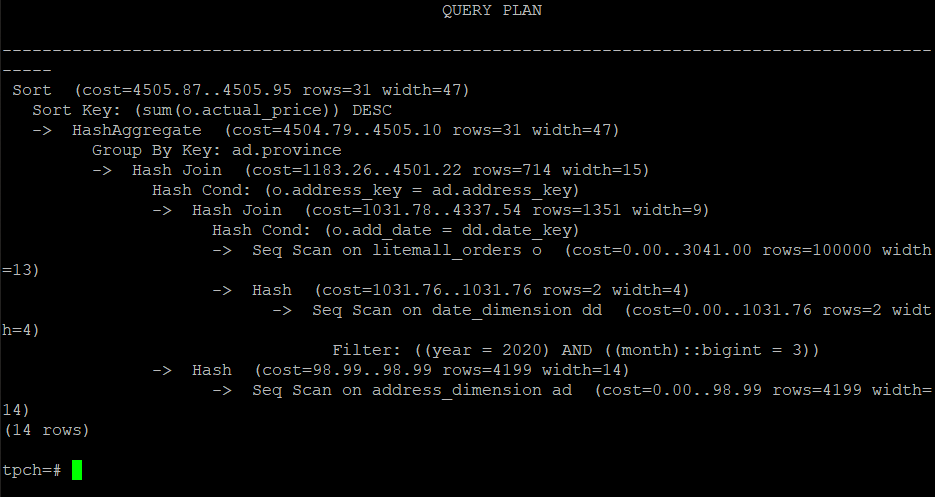 QUERY PLAN
--------------------------------------------------------------------------------------------
-----
Sort  (cost=4505.87..4505.95 rows=31 width=47)
  Sort Key: (sum(o.actual_price)) DESC
  ->  HashAggregate  (cost=4504.79..4505.10 rows=31 width=47)
        Group By Key: ad.province
        ->  Hash Join  (cost=1183.26..4501.22 rows=714 width=15)
              Hash Cond: (o.address_key = ad.address_key)
              ->  Hash Join  (cost=1031.78..4337.54 rows=1351 width=9)
                    Hash Cond: (o.add_date = dd.date_key)
                    ->  Seq Scan on litemall_orders o  (cost=0.00..3041.00 rows=100000 width
=13)
                    ->  Hash  (cost=1031.76..1031.76 rows=2 width=4)
                          ->  Seq Scan on date_dimension dd  (cost=0.00..1031.76 rows=2 widt
h=4)
                                Filter: ((year = 2020) AND ((month)::bigint = 3))
              ->  Hash  (cost=98.99..98.99 rows=4199 width=14)
                    ->  Seq Scan on address_dimension ad  (cost=0.00..98.99 rows=4199 width=
14)
(14 rows)
tpch=#